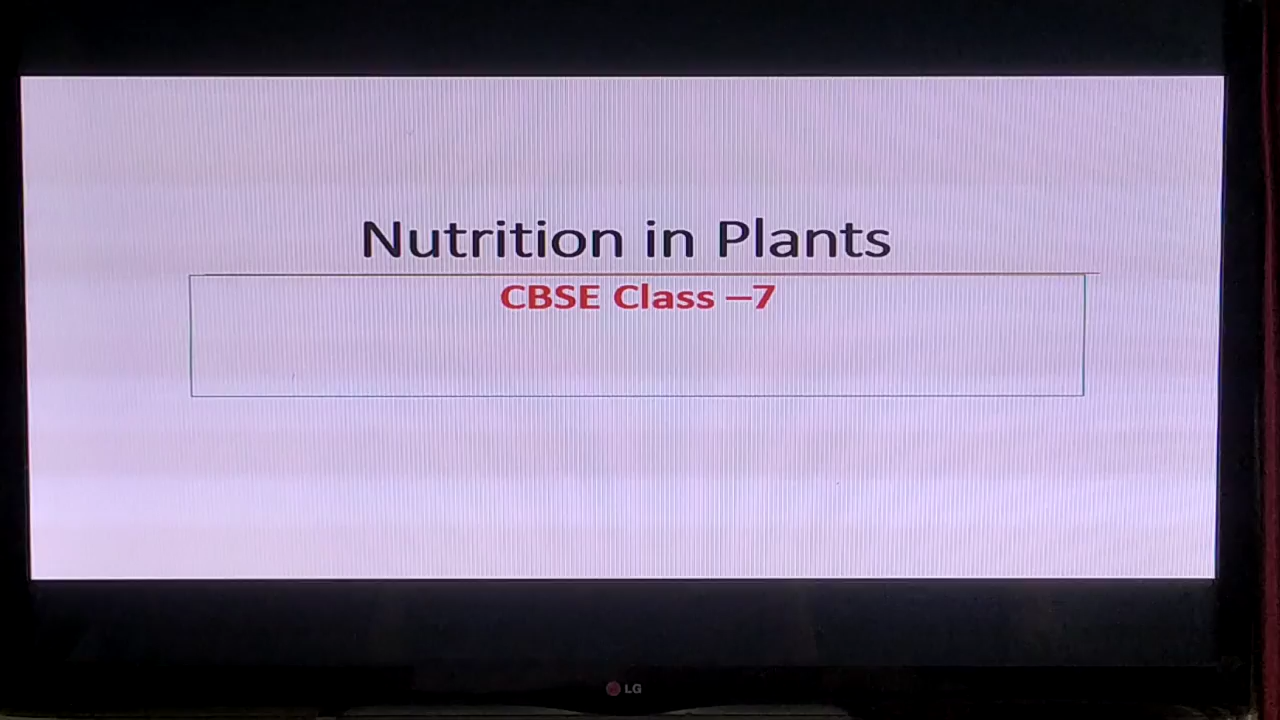 Nutrition in Plants
CBSE Class –7
LG